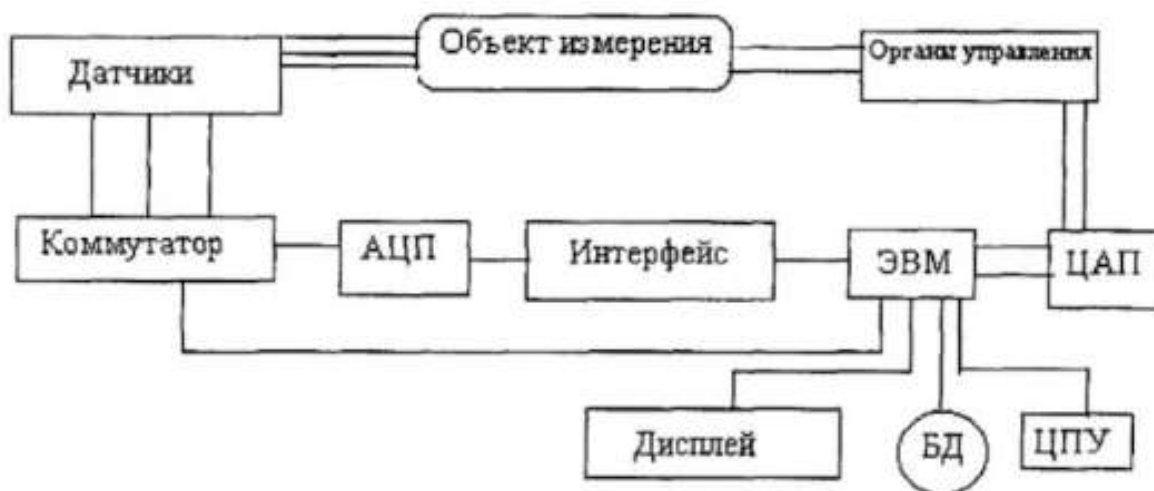 Датчики
Объект измерения
Органы управления
Коммутатор
АЦП
Интерфейс
ЭВМ
ЦАП
Дисплей
БД
ЦПУ